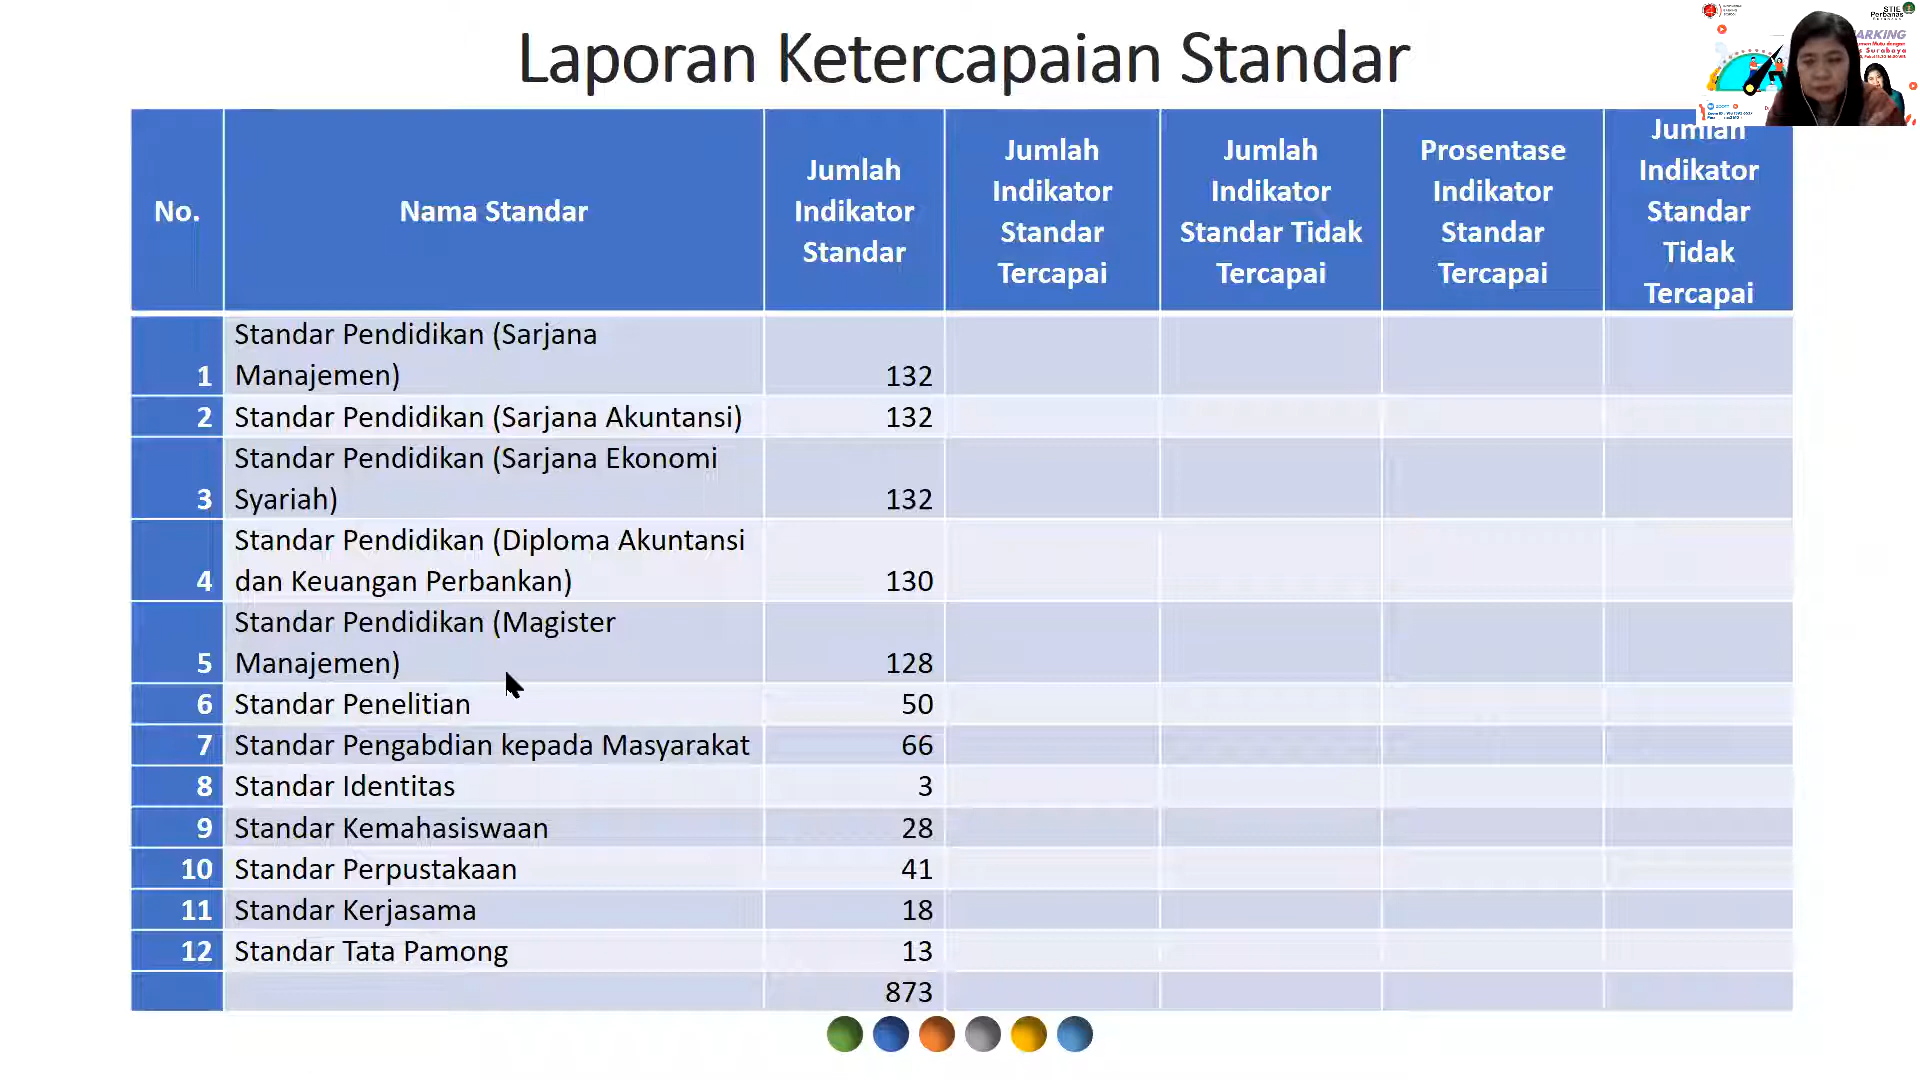 Laporan Ketercapaian Standar
STIE
Perbanas
ARKING
Surabaya
No.
Nama Standar
Jumlah
Indikator
Standar
Jumlah
Indikator
Standar
Tercapai
Jumlah
Indikator
Standar Tidak
Tercapai
Prosentase
Indikator
Standar
Tercapai
Jumlah
Indikator
Standar
Tidak
Tercapai
1 Standar Pendidikan (Sarjana
Manajemen) 132
2 Standar Pendidikan (Sarjana Akuntansi) 132
3 Standar Pendidikan (Sarjana Ekonomi
Syariah) 132
4 Standar Pendidikan (Diploma Akuntansi
dan Keuangan Perbankan) 130
5 Standar Pendidikan (Magister
Manajemen) 128
6 Standar Penelitian 50
7 Standar Pengabdian kepada Masyarakat 66
8 Standar Identitas 3
9 Standar Kemahasiswaan 28
10 Standar Perpustakaan 41
11 Standar Kerjasama 18
12 Standar Tata Pamong 13
873